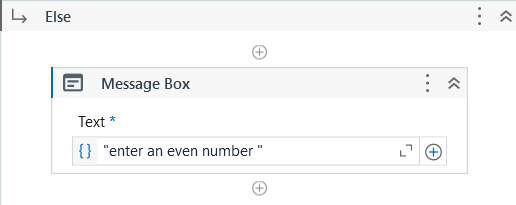 Else
Message Box
Text *
{} "enter an even number "